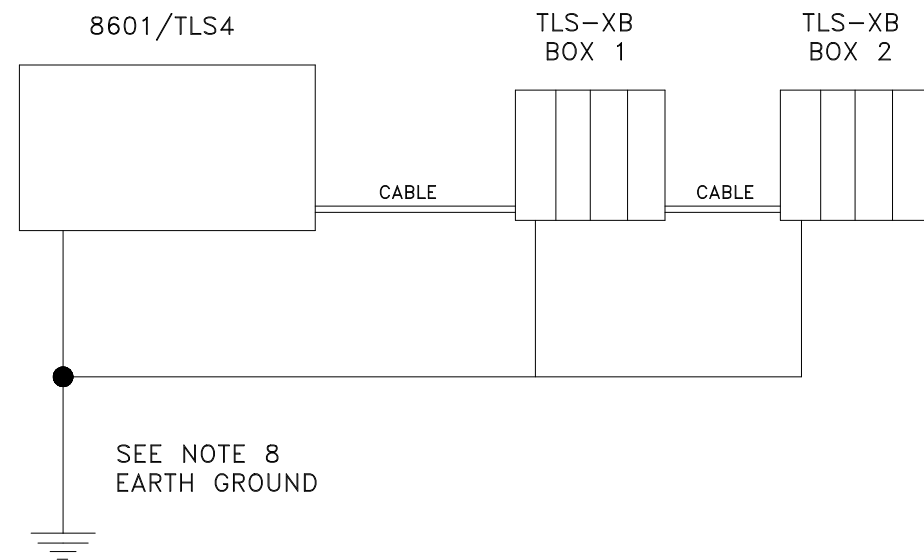 8601/TLS4
TLS-XB
BOX 1
TLS-XB
BOX 2
CABLE
CABLE
SEE NOTE 8
EARTH GROUND